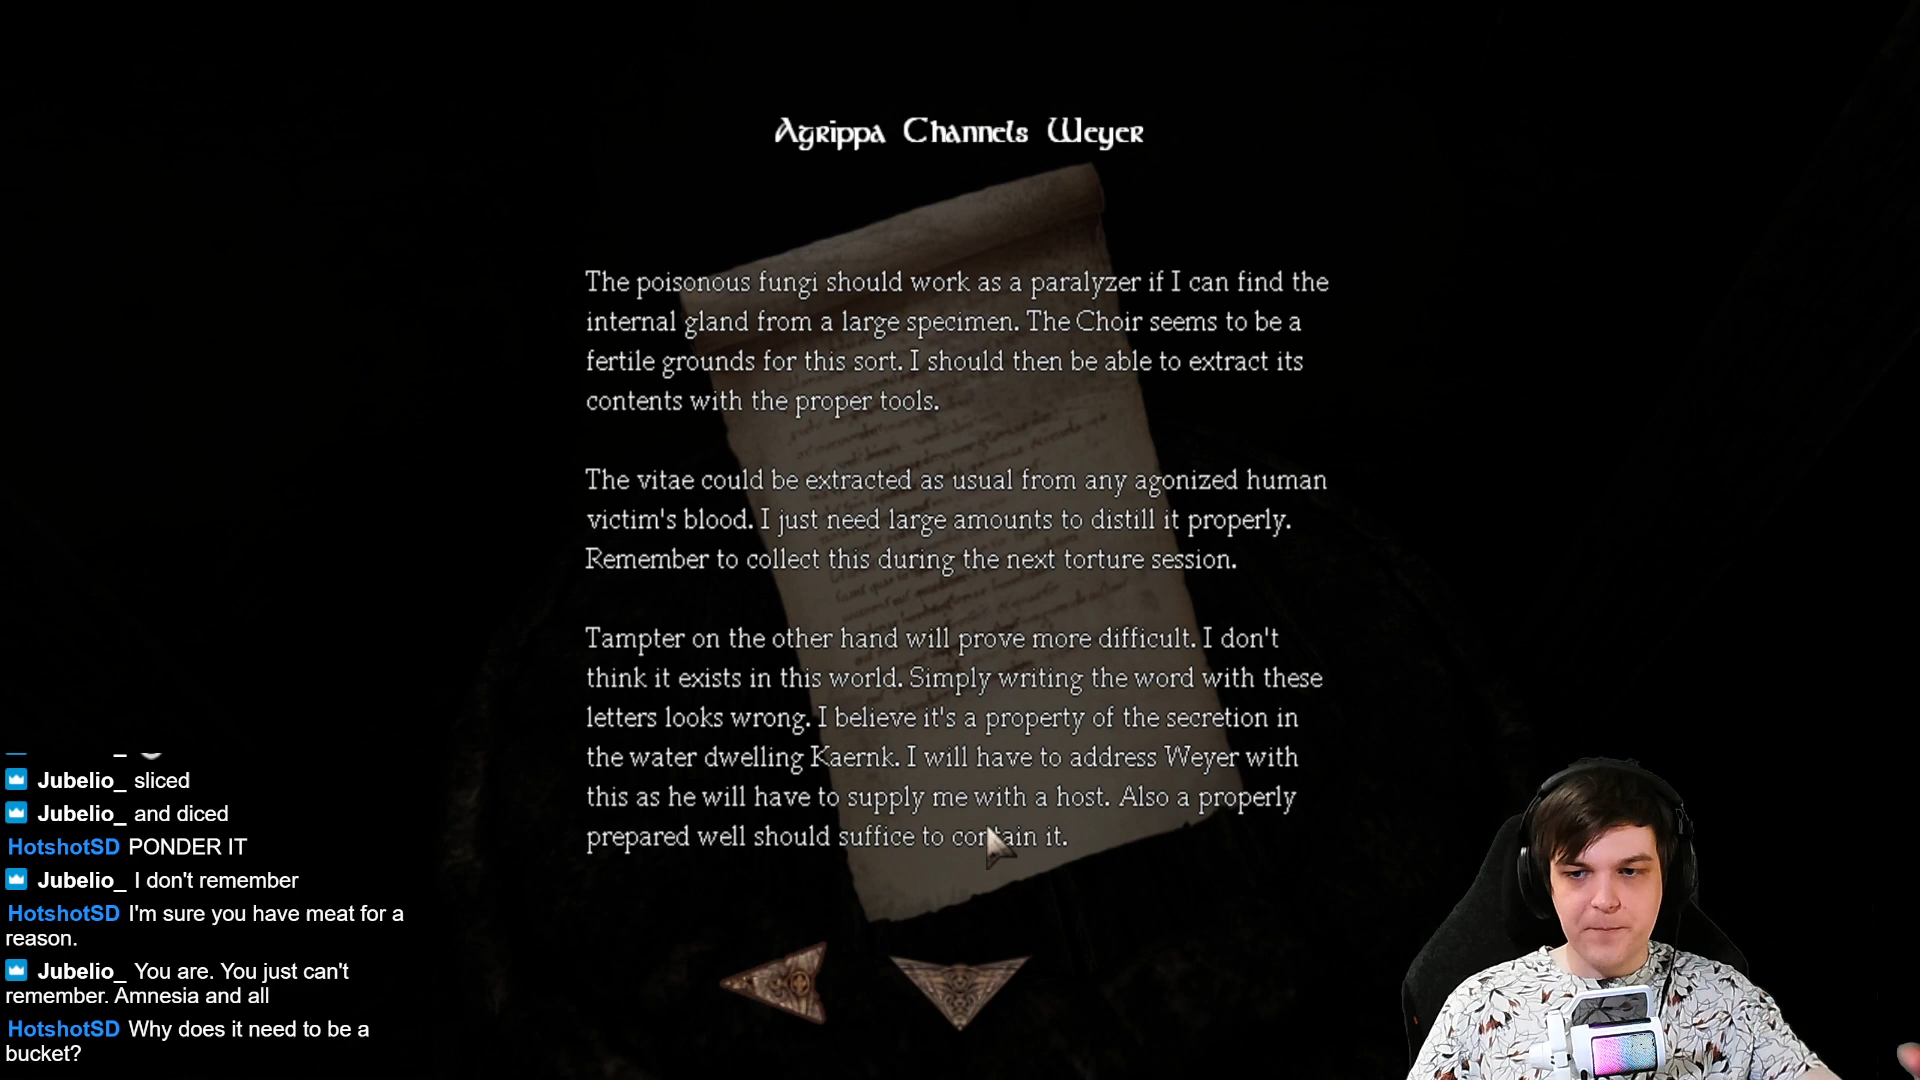 Agrippa Channels Weyer
The poisonous fungi should work as a paralyzer if I can find the
internal gland from a large specimen. The Choir seems to be a
fertile grounds for this sort. I should then be able to extract its
contents with the proper tools.
The vitae could be extracted as usual from any agonized human
victim's blood. I just need large amounts to distill it properly.
Remember to collect this during the next torture session.
Tampter on the other hand will prove more difficult. I don't
think it exists in this world. Simply writing the word with these
letters looks wrong. I believe it's a property of the secretion in
the water dwelling Kaernk. I will have to address Weyer with
this as he will have to supply me with a host. Also a properly
prepared well should suffice to contain it.
Jubelio_ sliced
Jubelio_ and diced
HotshotSD PONDER IT
Jubelio_ I don't remember
HotshotSD I'm sure you have meat for a
reason.
Jubelio_ You are. You just can't
remember. Amnesia and all
HotshotSD Why does it need to be a
bucket?